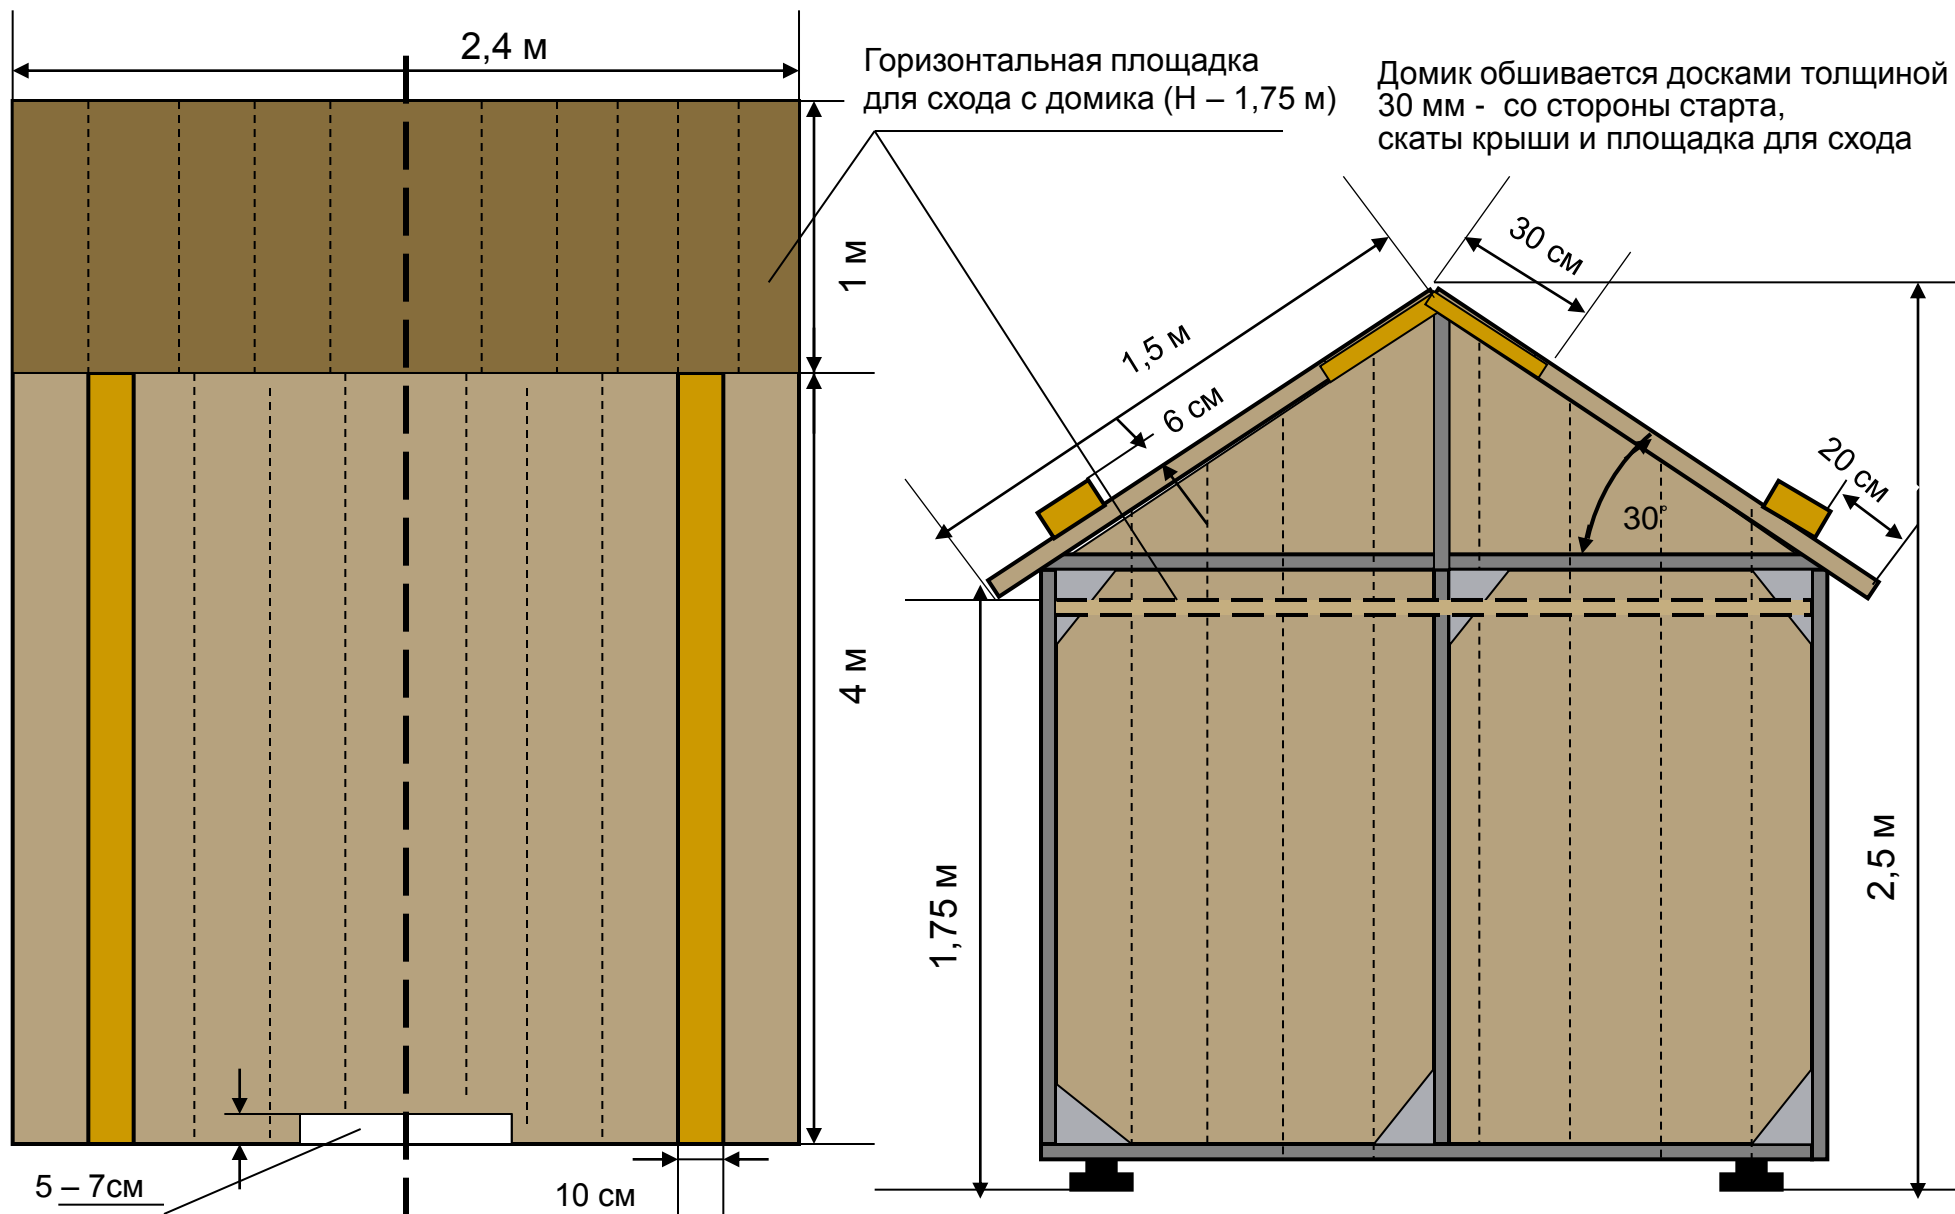 2,4 м
Горизонтальная площадка
для схода с домика (Н – 1,75 м)
Домик обшивается досками толщиной
30 мм - со стороны старта,
скаты крыши и площадка для схода
1 м
4 м
5 – 7см
10 см
1,5 м
6 см
30 см
20 см
30°
1,75 м
2,5 м